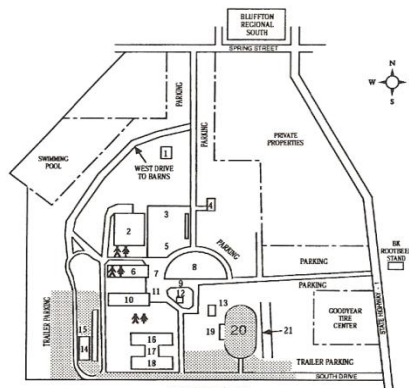 BLUFFTON
REGIONAL
SOUTH
SPRING STREET
N
W
S
PARKING
PARKING
PRIVATE
PROPERTIES
SWIMMING
POOL
1
WEST DRIVE
TO BARNS
4
3
2
5
PARKING
BK
ROOTBEER
STAND
6
7
8
PARKING
9
PARKING
10
11
12
13
STATE HIGHWAY - 1
GOODYEAR
TIRE
CENTER
TRAILER PARKING
15
14
16
17
18
19
20
21
TRAILER PARKING
SOUTH DRIVE